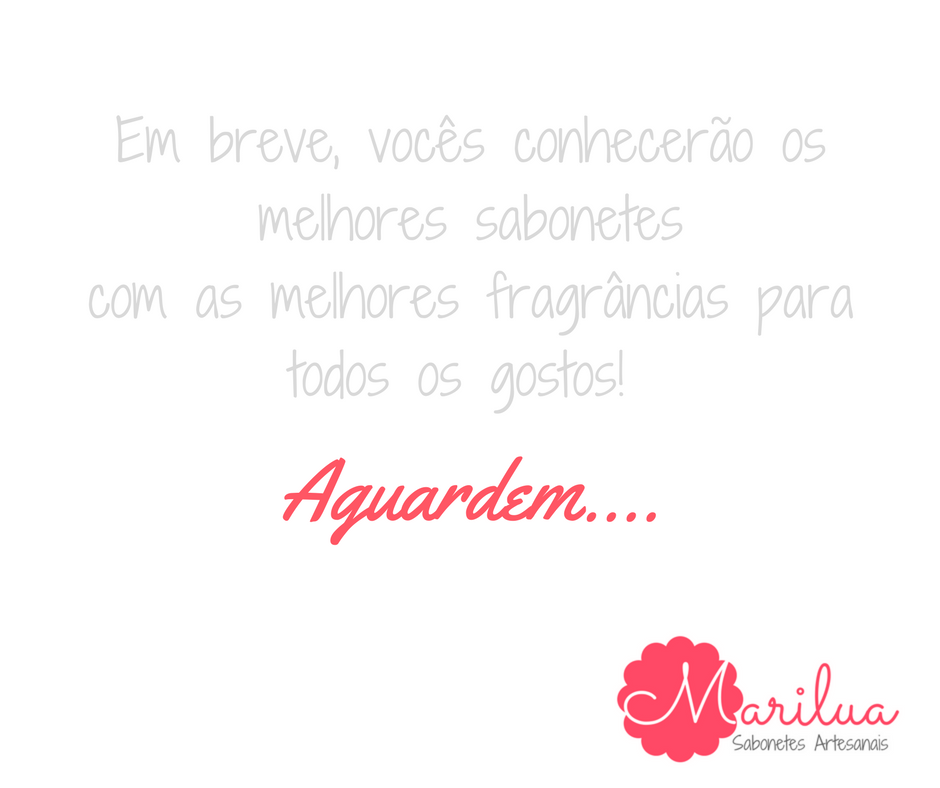 Em breve, vocês conhecerão os
melhores sabonetes
com as melhores fragrâncias para
todos os gostos!
Aguardem....
Marilua
Sabonetes Artesanais